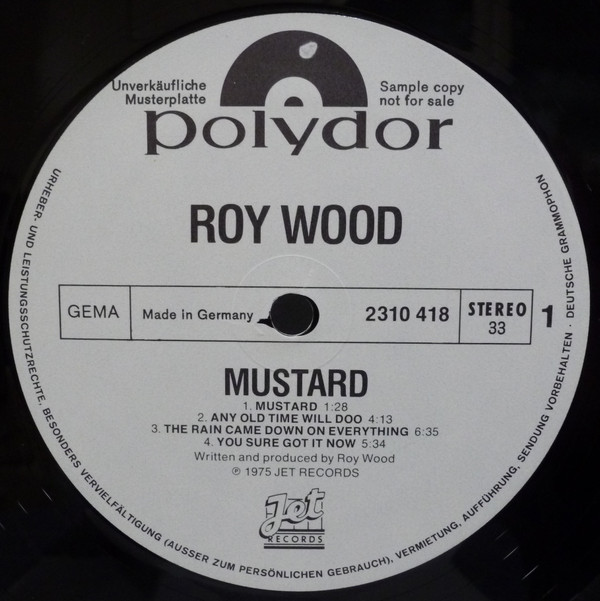 Unverkäufliche
Musterplatte
Sample copy
not for sale
polydor
ROY WOOD
GEMA
Made in Germany
2310 418
STEREO
33
1
MUSTARD
1. MUSTARD 1:28
2. ANY OLD TIME WILL DOO 4:13
3. THE RAIN CAME DOWN ON EVERYTHING 6:35
4. YOU SURE GOT IT NOW 5:34
Written and produced by Roy Wood
℗ 1975 JET RECORDS
Jet
RECORDS
URHEBER- UND LEISTUNGSSCHUTZRECHTE, BESONDERS VERVIELFÄLTIGUNG (AUSSER ZUM PERSÖNLICHEN GEBRAUCH), VERMIETUNG, AUFFÜHRUNG, SENDUNG VORBEHALTEN · DEUTSCHE GRAMMOPHON